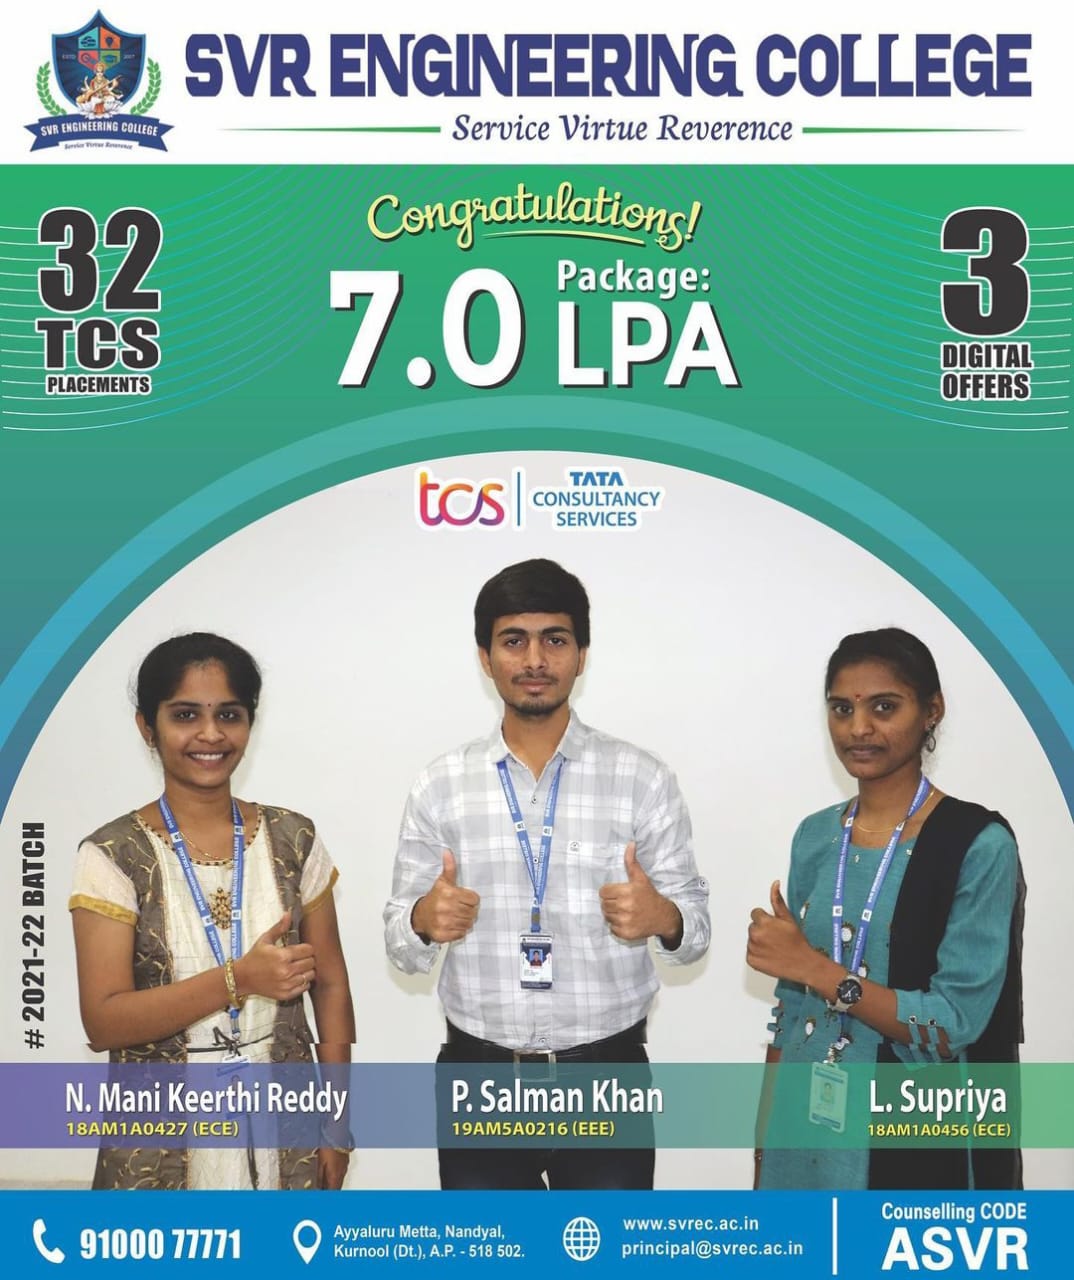 SVR ENGINEERING COLLEGE
Service Virtue Reverence
ESTD
2007
SVR ENGINEERING COLLEGE
Service Virtue Reverence
Congratulations!
32
TCS
PLACEMENTS
7.0
Package:
LPA
3
DIGITAL
OFFERS
tcs
TATA
CONSULTANCY
SERVICES
# 2021-22 BATCH
N. Mani Keerthi Reddy
18AM1A0427 (ECE)
P. Salman Khan
19AM5A0216 (EEE)
L. Supriya
18AM1A0456 (ECE)
91000 77771
Ayyaluru Metta, Nandyal,
Kurnool (Dt.), A.P. - 518 502.
www.svrec.ac.in
principal@svrec.ac.in
Counselling CODE
ASVR